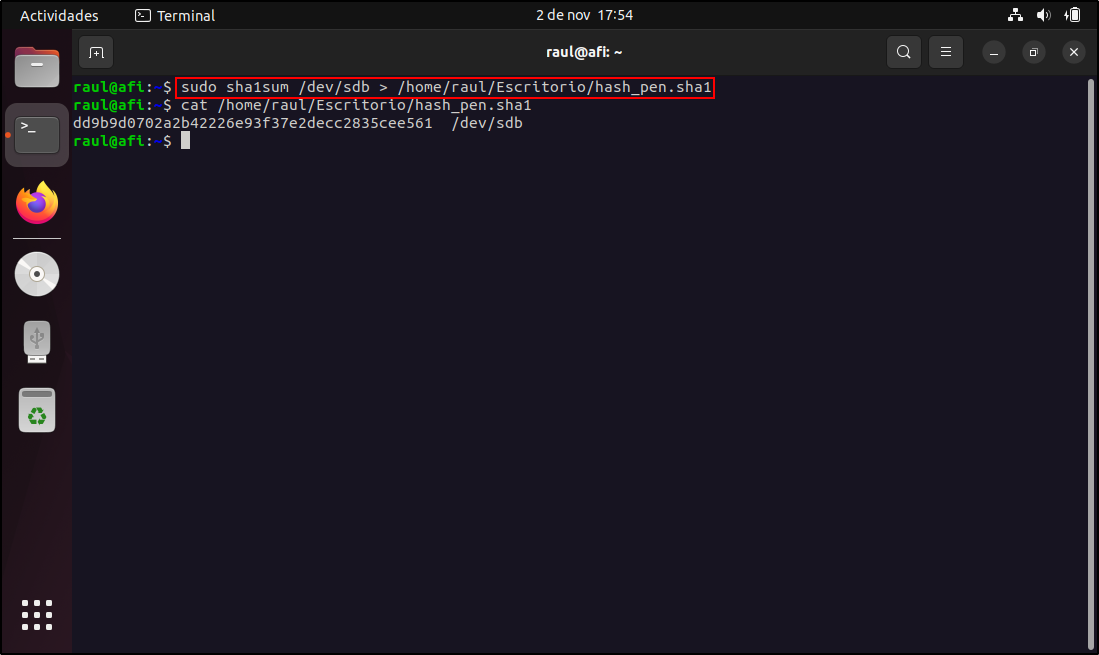 Actividades
Terminal
2 de nov 17:54
raul@afi: ~
raul@afi:~$ sudo sha1sum /dev/sdb > /home/raul/Escritorio/hash_pen.sha1
raul@afi:~$ cat /home/raul/Escritorio/hash_pen.sha1
dd9b9d0702a2b42226e93f37e2decc2835cee561  /dev/sdb
raul@afi:~$